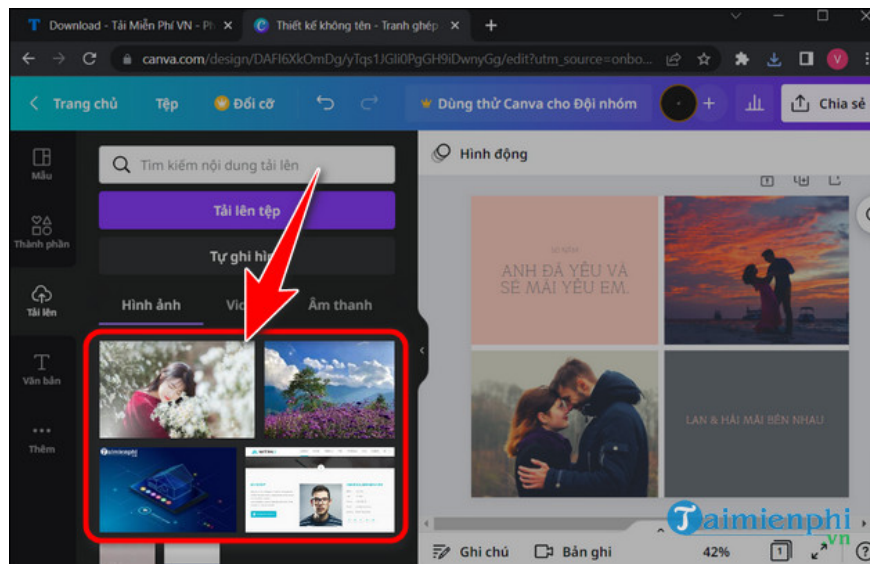 Download - Tải Miễn Phí VN - Ph
Thiết kế không tên - Tranh ghép
canva.com/design/DAFI6XkOmDg/yTqs1JGli0PgGH9iDwnyGg/edit?utm_source=onbo...
V
Trang chủ
Tệp
Đổi cỡ
Dùng thử Canva cho Đội nhóm
Chia sẻ
Mẫu
Thành phần
Tải lên
Văn bản
Thêm
Tìm kiếm nội dung tải lên
Tải lên tệp
Tự ghi hì
Hình ảnh
Vid
Âm thanh
Taimienphi
Hình động
ANH ĐÃ YÊU VÀ
SẼ MÃI YÊU EM.
LAN & HẢI MÃI BÊN NHAU
Ghi chú
Bản ghi
42%
1
Taimienphi
.vn